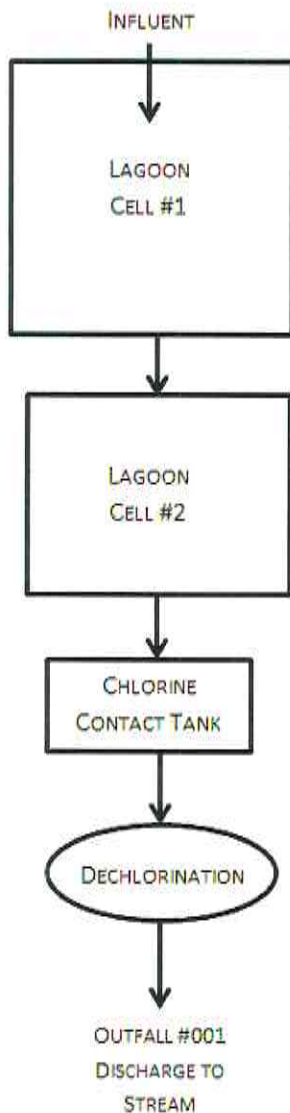 INFLUENT
LAGOON
CELL #1
LAGOON
CELL #2
CHLORINE
CONTACT TANK
DECHLORINATION
OUTFALL #001
DISCHARGE TO
STREAM